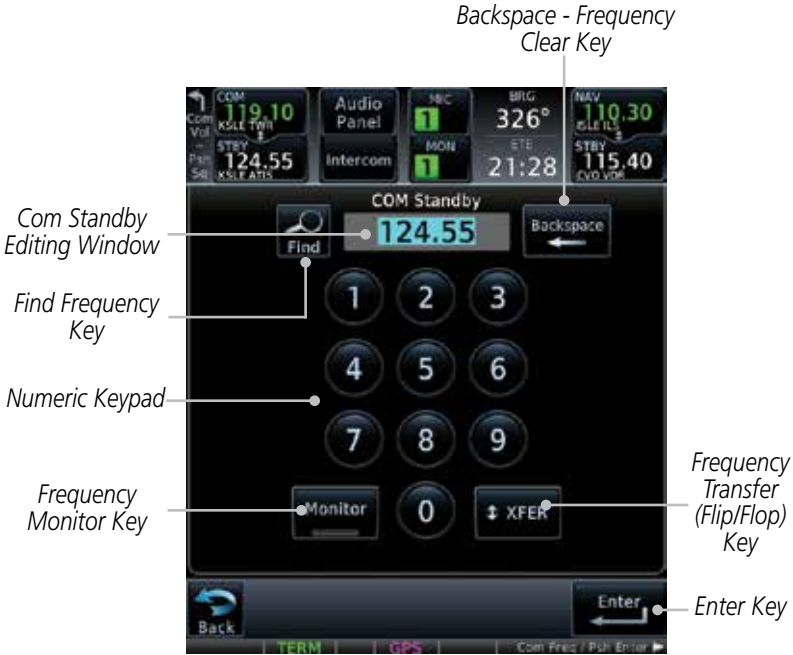 Backspace - Frequency
Clear Key
COM
119.10
KSLE TWR
Com
Vol
Psh
Sq
STBY
124.55
KSLE ATIS
Audio
Panel
Intercom
MIC
1
MON
1
BRG
326°
ETE
21:28
NAV
110.30
ISLE ILS
STBY
115.40
CVO VOR
COM Standby
Find
124.55
Backspace
Com Standby
Editing Window
Find Frequency
Key
Numeric Keypad
Frequency
Monitor Key
1 2 3
4 5 6
7 8 9
Monitor 0 XFER
Frequency
Transfer
(Flip/Flop)
Key
Back
Enter
Enter Key
TERM GPS Com Freq / Psh Enter